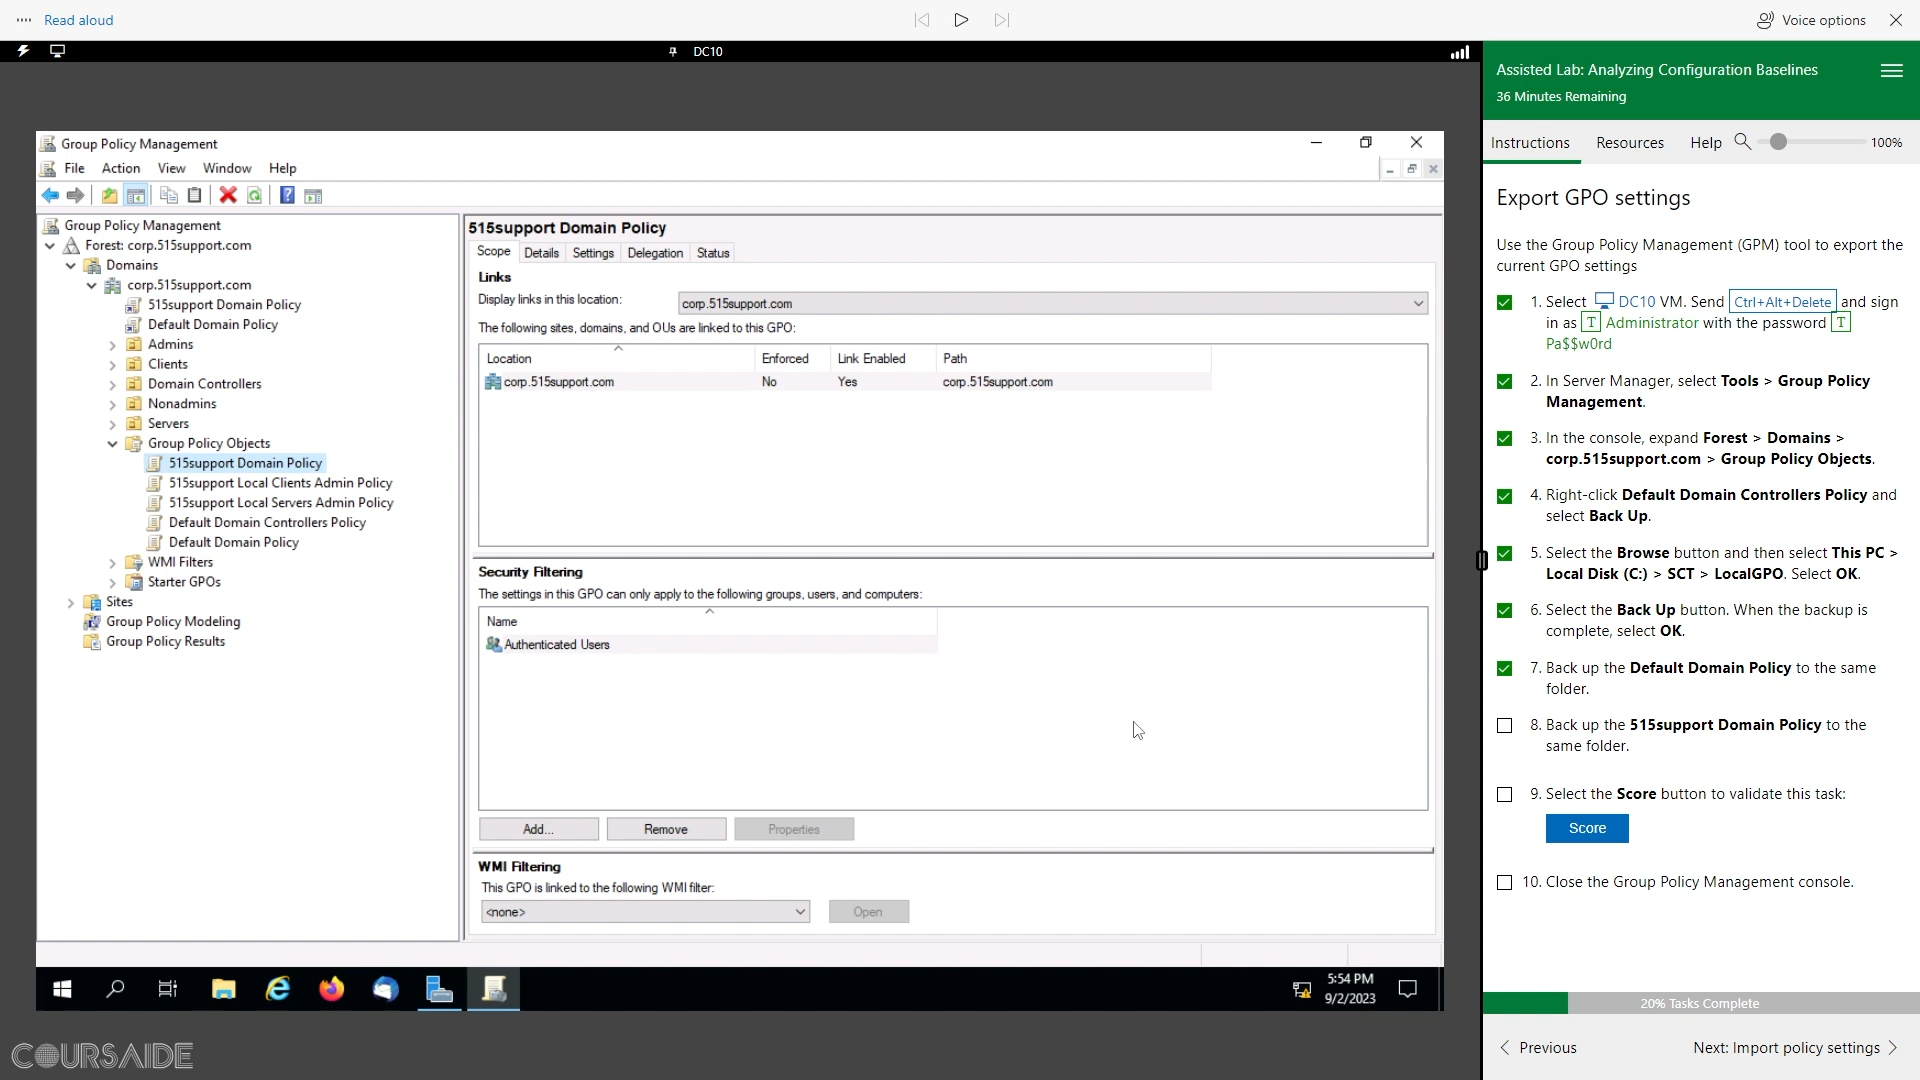 Read aloud
Voice options
DC10
Assisted Lab: Analyzing Configuration Baselines
36 Minutes Remaining
Instructions Resources Help 100%
Group Policy Management
File Action View Window Help
Group Policy Management
Forest: corp.515support.com
Domains
corp.515support.com
515support Domain Policy
Default Domain Policy
Admins
Clients
Domain Controllers
Nonadmins
Servers
Group Policy Objects
515support Domain Policy
515support Local Clients Admin Policy
515support Local Servers Admin Policy
Default Domain Controllers Policy
Default Domain Policy
WMI Filters
Starter GPOs
Sites
Group Policy Modeling
Group Policy Results
515support Domain Policy
Scope Details Settings Delegation Status
Links
Display links in this location: corp.515support.com
The following sites, domains, and OUs are linked to this GPO:
Location Enforced Link Enabled Path
corp.515support.com No Yes corp.515support.com
Security Filtering
The settings in this GPO can only apply to the following groups, users, and computers:
Name
Authenticated Users
Add... Remove Properties
WMI Filtering
This GPO is linked to the following WMI filter:
<none> Open
5:54 PM
9/2/2023
COURSAIDE
Export GPO settings
Use the Group Policy Management (GPM) tool to export the
current GPO settings
1. Select DC10 VM. Send Ctrl+Alt+Delete and sign
in as T Administrator with the password T
Pa$$w0rd
2. In Server Manager, select Tools > Group Policy
Management.
3. In the console, expand Forest > Domains >
corp.515support.com > Group Policy Objects.
4. Right-click Default Domain Controllers Policy and
select Back Up.
5. Select the Browse button and then select This PC >
Local Disk (C:) > SCT > LocalGPO. Select OK.
6. Select the Back Up button. When the backup is
complete, select OK.
7. Back up the Default Domain Policy to the same
folder.
8. Back up the 515support Domain Policy to the
same folder.
9. Select the Score button to validate this task:
Score
10. Close the Group Policy Management console.
20% Tasks Complete
Previous Next: Import policy settings